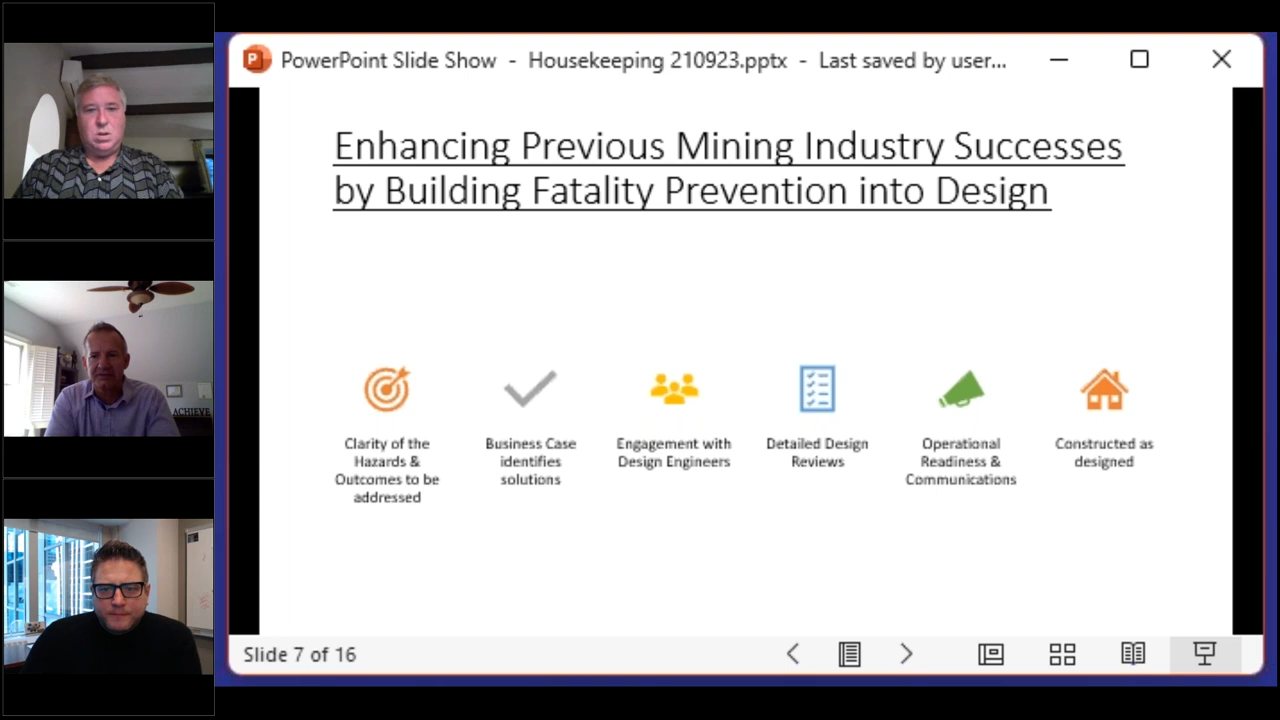 PowerPoint Slide Show - Housekeeping 210923.pptx - Last saved by user...
Enhancing Previous Mining Industry Successes
by Building Fatality Prevention into Design
Clarity of the
Hazards &
Outcomes to be
addressed
Business Case
identifies
solutions
Engagement with
Design Engineers
Detailed Design
Reviews
Operational
Readiness &
Communications
Constructed as
designed
Slide 7 of 16
ACHIEVE